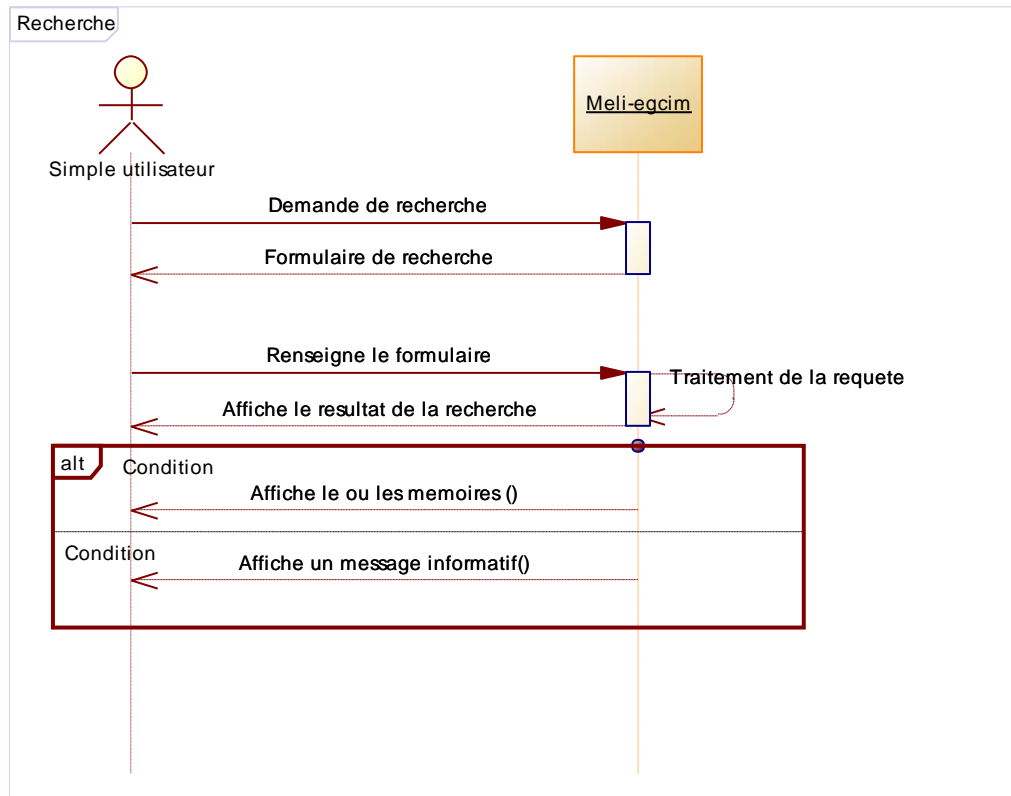 Recherche
Meli-egcim
Simple utilisateur
Demande de recherche
Formulaire de recherche
Renseigne le formulaire
Traitement de la requete
Affiche le resultat de la recherche
alt
Condition
Affiche le ou les memoires ()
Condition
Affiche un message informatif()